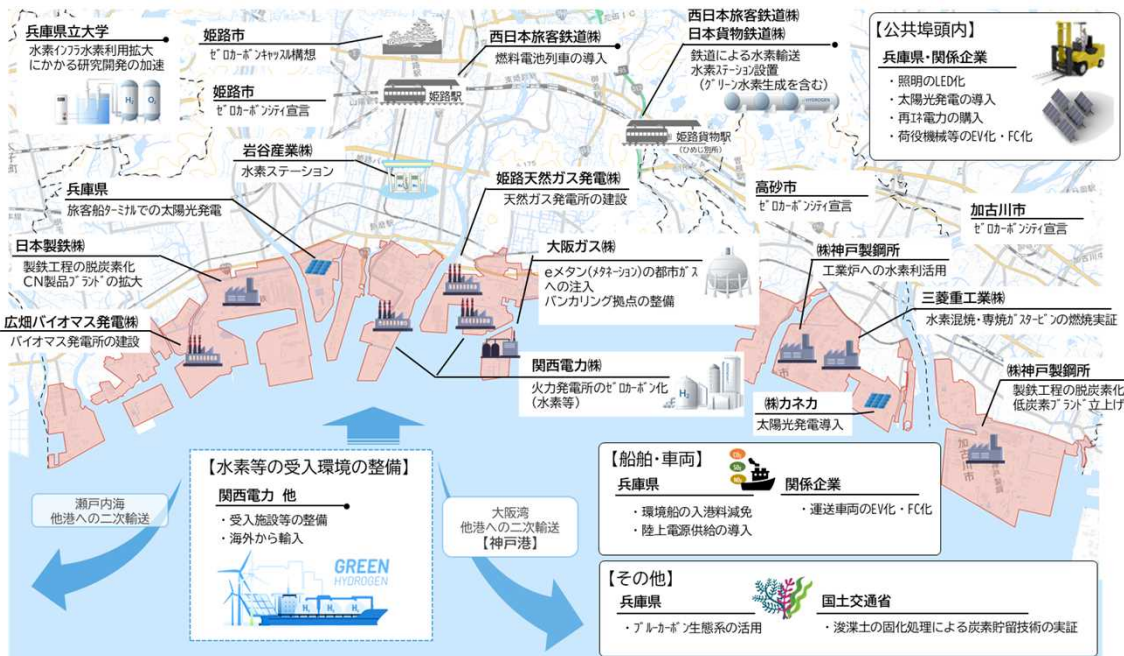 兵庫県立大学
水素インフラ水素利用拡大
にかかる研究開発の加速
H₂
O₂
姫路市
ゼロカーボンキャッスル構想
姫路市
ゼロカーボンシティ宣言
姫路駅
西日本旅客鉄道㈱
燃料電池列車の導入
西日本旅客鉄道㈱
日本貨物鉄道㈱
鉄道による水素輸送
水素ステーション設置
(グリーン水素生成を含む)
HYDROGEN
姫路貨物駅
(ひめじ別所)
【公共埠頭内】
兵庫県・関係企業
・照明のLED化
・太陽光発電の導入
・再エネ電力の購入
・荷役機械等のEV化・FC化
岩谷産業㈱
水素ステーション
兵庫県
旅客船ターミナルでの太陽光発電
姫路天然ガス発電㈱
天然ガス発電所の建設
高砂市
ゼロカーボンシティ宣言
加古川市
ゼロカーボンシティ宣言
日本製鉄㈱
製鉄工程の脱炭素化
CN製品ブランドの拡大
大阪ガス㈱
eメタン(メタネーション)の都市ガス
への注入
バンカリング拠点の整備
㈱神戸製鋼所
工業炉への水素利活用
三菱重工業㈱
水素混焼・専焼ガスタービンの燃焼実証
広畑バイオマス発電㈱
バイオマス発電所の建設
関西電力㈱
火力発電所のゼロカーボン化
(水素等)
H₂
㈱カネカ
太陽光発電導入
㈱神戸製鋼所
製鉄工程の脱炭素化
低炭素ブランド立上げ
加古川市
【水素等の受入環境の整備】
関西電力 他
・受入施設等の整備
・海外から輸入
GREEN
HYDROGEN
H₂ H₂ H₂
瀬戸内海
他港への二次輸送
大阪湾
他港への二次輸送
【神戸港】
【船舶・車両】
兵庫県
・環境船の入港料減免
・陸上電源供給の導入
関係企業
・運送車両のEV化・FC化
【その他】
兵庫県
・ブルーカーボン生態系の活用
国土交通省
・浚渫土の固化処理による炭素貯留技術の実証